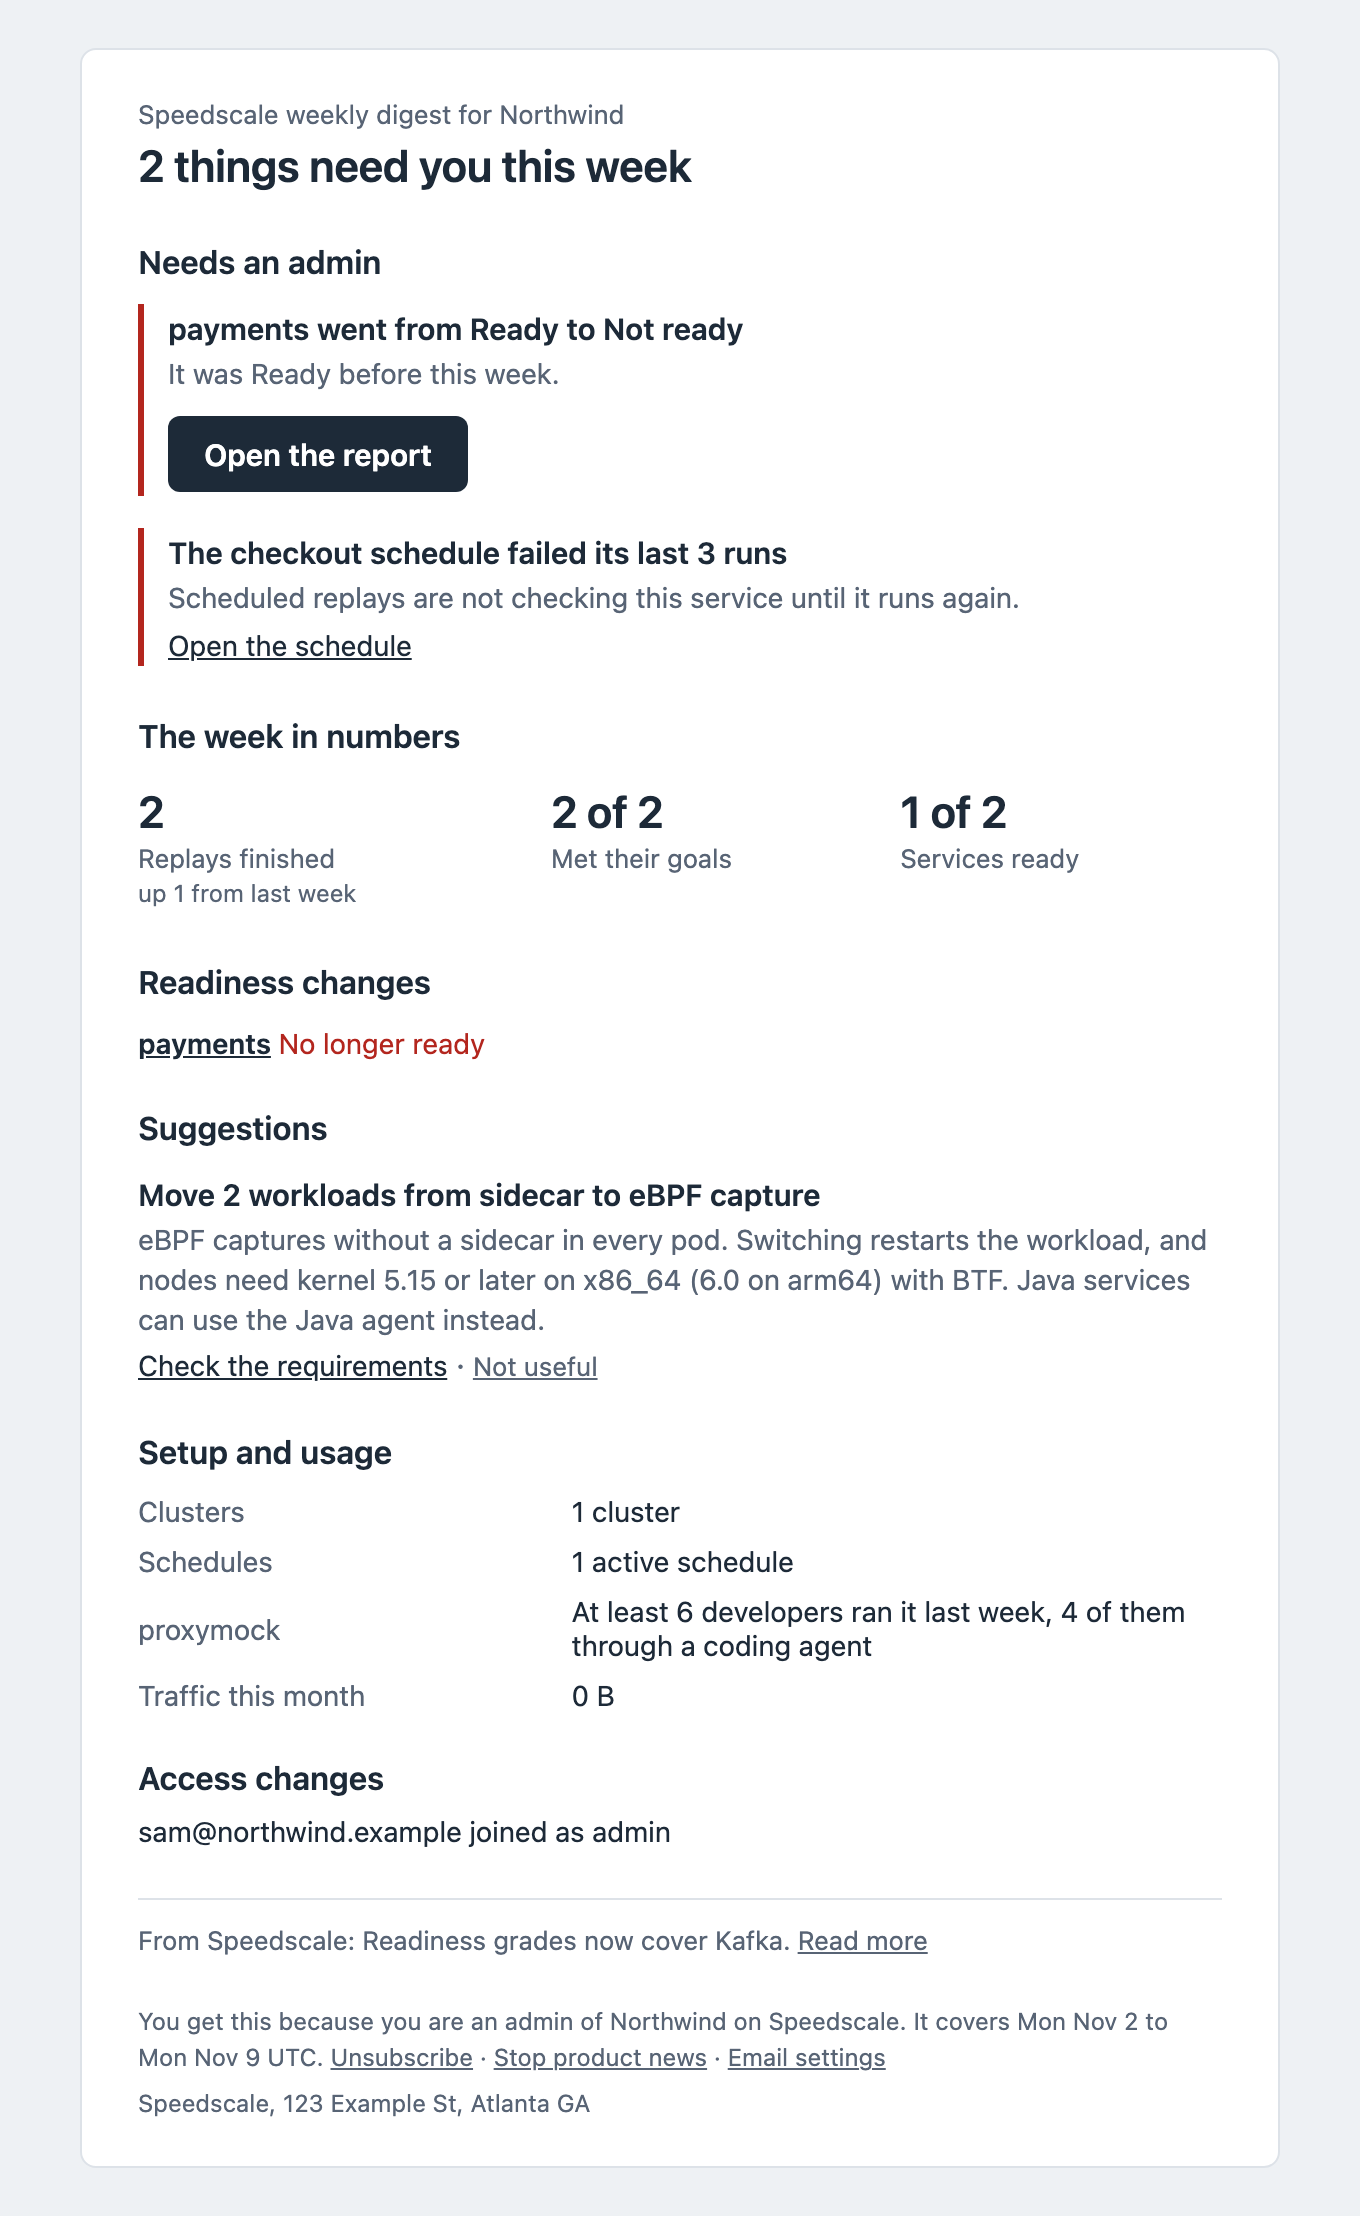 Speedscale weekly digest for Northwind
2 things need you this week
Needs an admin
payments went from Ready to Not ready
It was Ready before this week.
Open the report
The checkout schedule failed its last 3 runs
Scheduled replays are not checking this service until it runs again.
Open the schedule
The week in numbers
2
Replays finished
up 1 from last week
2 of 2
Met their goals
1 of 2
Services ready
Readiness changes
payments No longer ready
Suggestions
Move 2 workloads from sidecar to eBPF capture
eBPF captures without a sidecar in every pod. Switching restarts the workload, and
nodes need kernel 5.15 or later on x86_64 (6.0 on arm64) with BTF. Java services
can use the Java agent instead.
Check the requirements · Not useful
Setup and usage
Clusters 1 cluster
Schedules 1 active schedule
proxymock At least 6 developers ran it last week, 4 of them
through a coding agent
Traffic this month 0 B
Access changes
sam@northwind.example joined as admin
From Speedscale: Readiness grades now cover Kafka. Read more
You get this because you are an admin of Northwind on Speedscale. It covers Mon Nov 2 to
Mon Nov 9 UTC. Unsubscribe · Stop product news · Email settings
Speedscale, 123 Example St, Atlanta GA